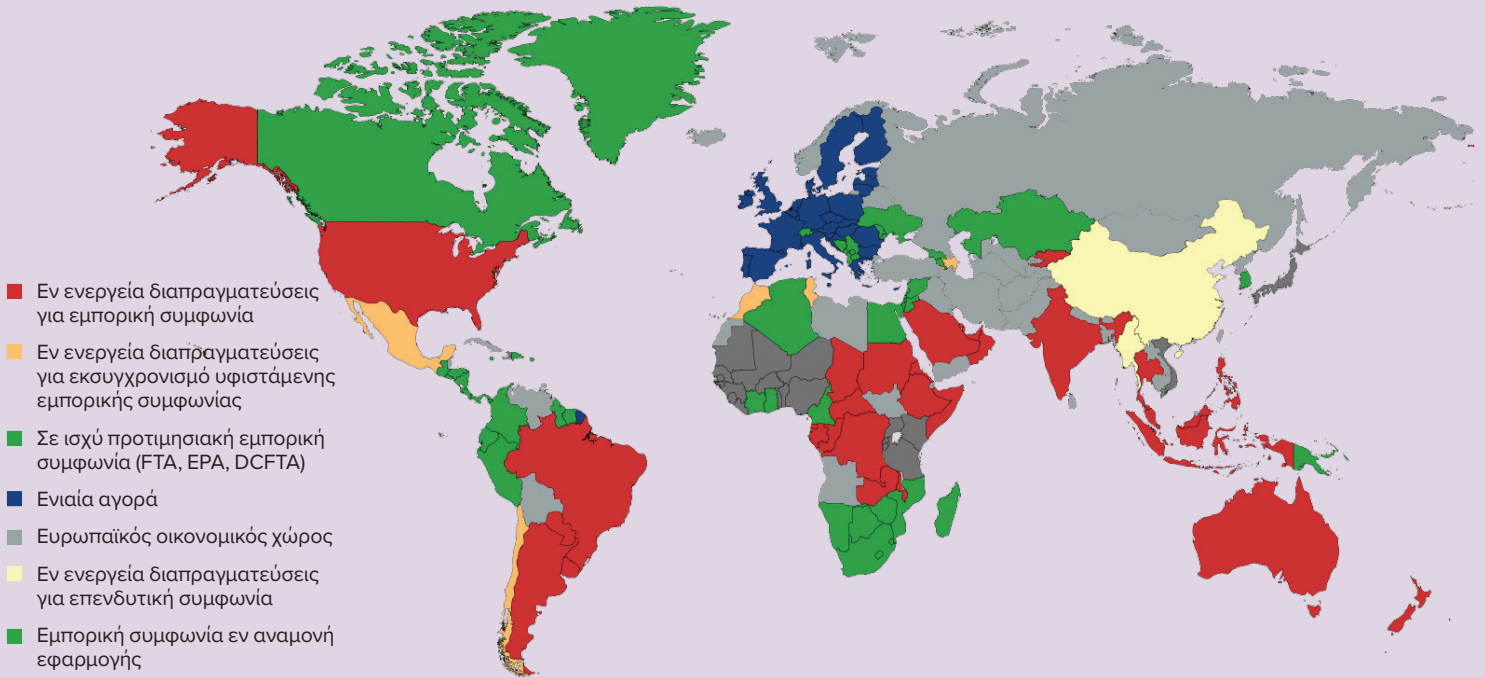 Εν ενεργεία διαπραγματεύσεις
για εμπορική συμφωνία
Εν ενεργεία διαπραγματεύσεις
για εκσυγχρονισμό υφιστάμενης
εμπορικής συμφωνίας
Σε ισχύ προτιμησιακή εμπορική
συμφωνία (FTA, EPA, DCFTA)
Ενιαία αγορά
Ευρωπαϊκός οικονομικός χώρος
Εν ενεργεία διαπραγματεύσεις
για επενδυτική συμφωνία
Εμπορική συμφωνία εν αναμονή
εφαρμογής